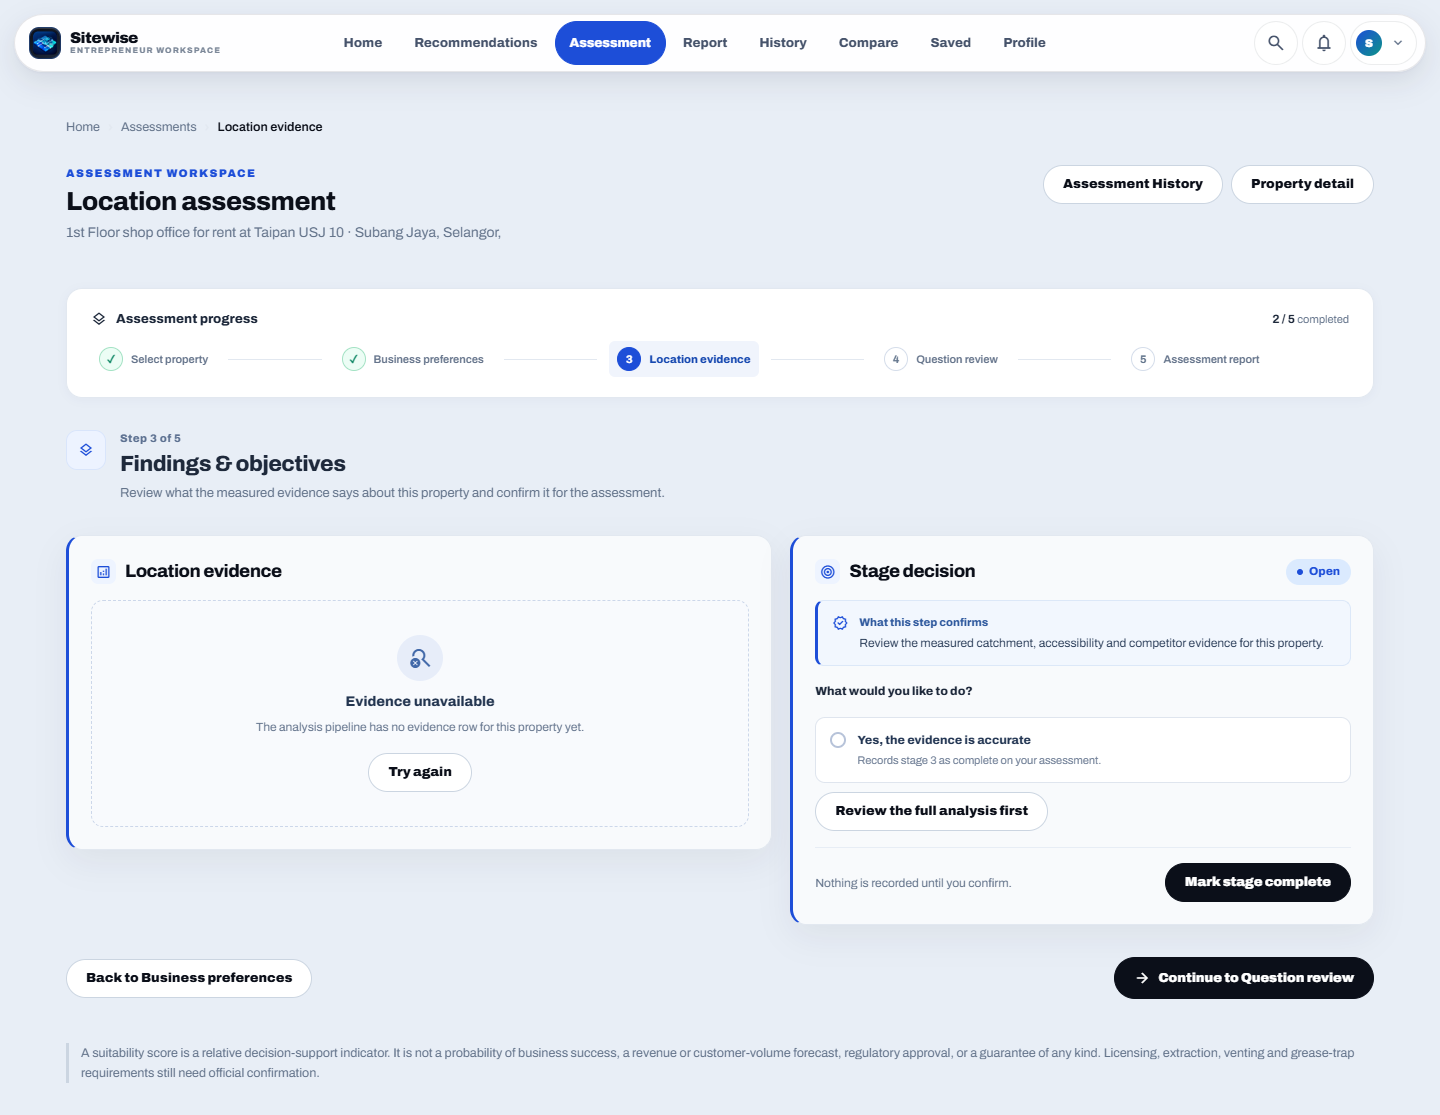 Sitewise
ENTREPRENEUR WORKSPACE
Home
Recommendations
Assessment
Report
History
Compare
Saved
Profile
S
Home
Assessments
Location evidence
ASSESSMENT WORKSPACE
Location assessment
1st Floor shop office for rent at Taipan USJ 10 · Subang Jaya, Selangor,
Assessment History
Property detail
Assessment progress
2 / 5 completed
Select property
Business preferences
3 Location evidence
4 Question review
5 Assessment report
Step 3 of 5
Findings & objectives
Review what the measured evidence says about this property and confirm it for the assessment.
Location evidence
Evidence unavailable
The analysis pipeline has no evidence row for this property yet.
Try again
Stage decision
Open
What this step confirms
Review the measured catchment, accessibility and competitor evidence for this property.
What would you like to do?
Yes, the evidence is accurate
Records stage 3 as complete on your assessment.
Review the full analysis first
Nothing is recorded until you confirm.
Mark stage complete
Back to Business preferences
Continue to Question review
A suitability score is a relative decision-support indicator. It is not a probability of business success, a revenue or customer-volume forecast, regulatory approval, or a guarantee of any kind. Licensing, extraction, venting and grease-trap
requirements still need official confirmation.